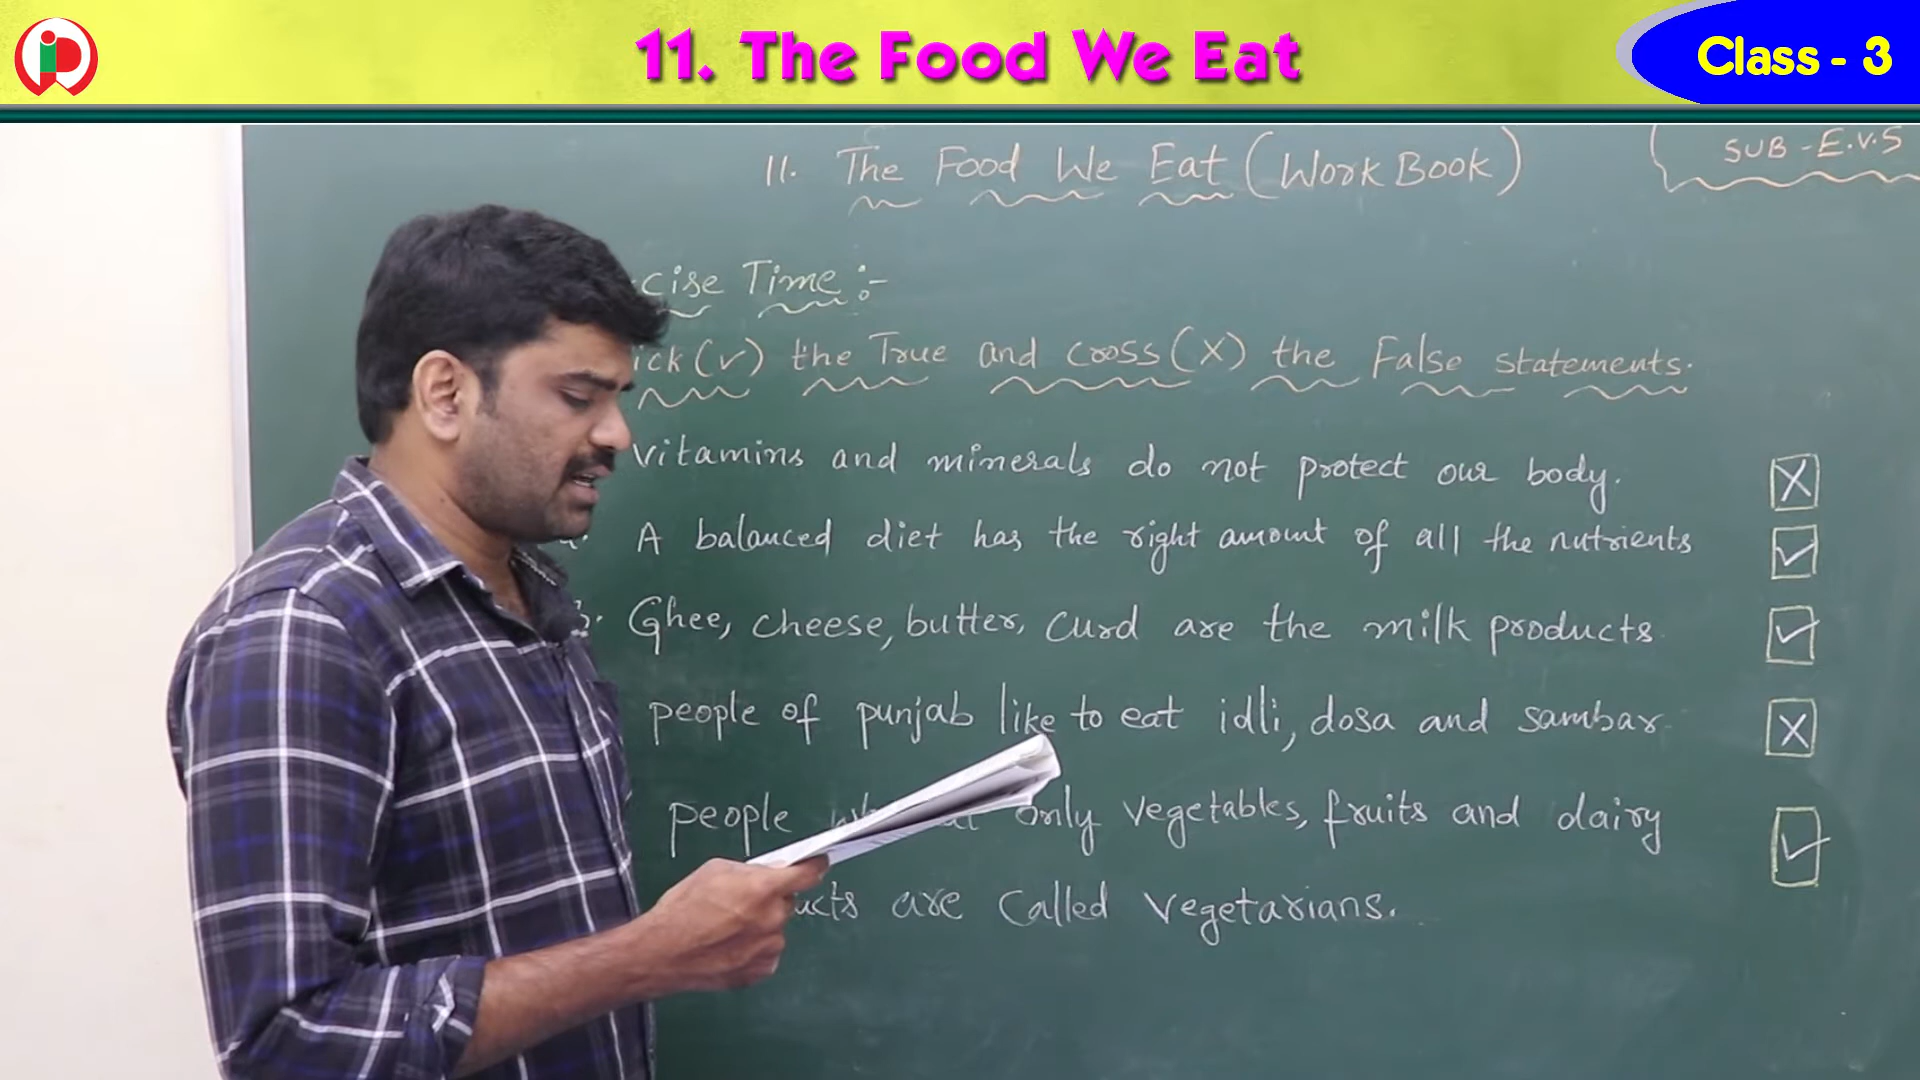 11. The Food We Eat
Class - 3
11. The Food We Eat (Work Book)
SUB - E.V.S
cise Time :-
ick (✓) the True and cross (X) the False statements.
vitamins and minerals do not protect our body. X
A balanced diet has the right amount of all the nutrients ✓
3. Ghee, cheese, butter, curd are the milk products ✓
people of punjab like to eat idli, dosa and sambar X
people only vegetables, fruits and dairy ✓
ucts are called vegetarians.